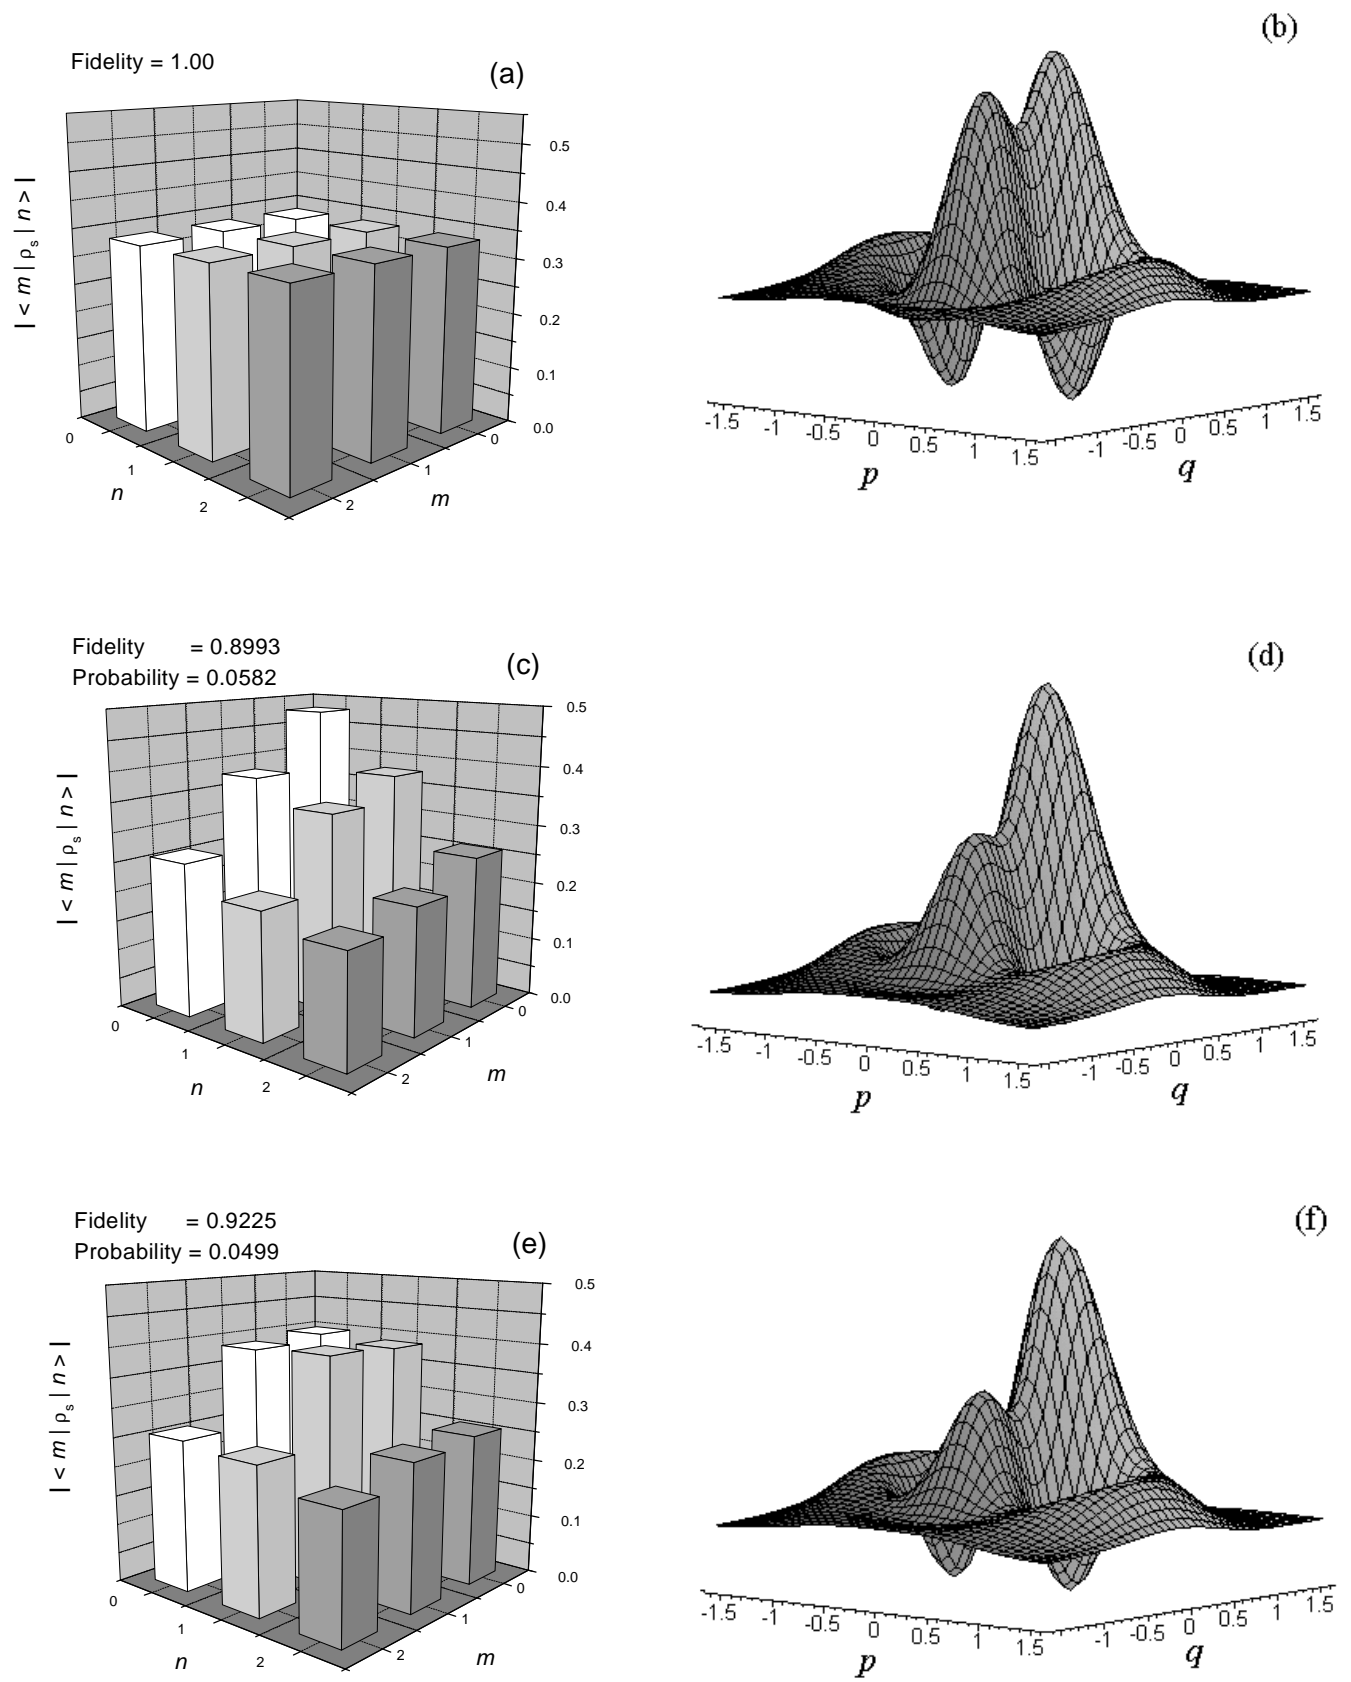 Fidelity = 1.00
(a)
| < m | ρs | n > |
0.5
0.4
0.3
0.2
0.1
0.0
0
1
2
n
0
1
2
m
(b)
-1.5 -1 -0.5 0 0.5 1 1.5
p
-1 -0.5 0 0.5 1 1.5
q
Fidelity = 0.8993
Probability = 0.0582
(c)
| < m | ρs | n > |
0.5
0.4
0.3
0.2
0.1
0.0
0
1
2
n
0
1
2
m
(d)
-1.5 -1 -0.5 0 0.5 1 1.5
p
-1 -0.5 0 0.5 1 1.5
q
Fidelity = 0.9225
Probability = 0.0499
(e)
| < m | ρs | n > |
0.5
0.4
0.3
0.2
0.1
0.0
0
1
2
n
0
1
2
m
(f)
-1.5 -1 -0.5 0 0.5 1 1.5
p
-1 -0.5 0 0.5 1 1.5
q